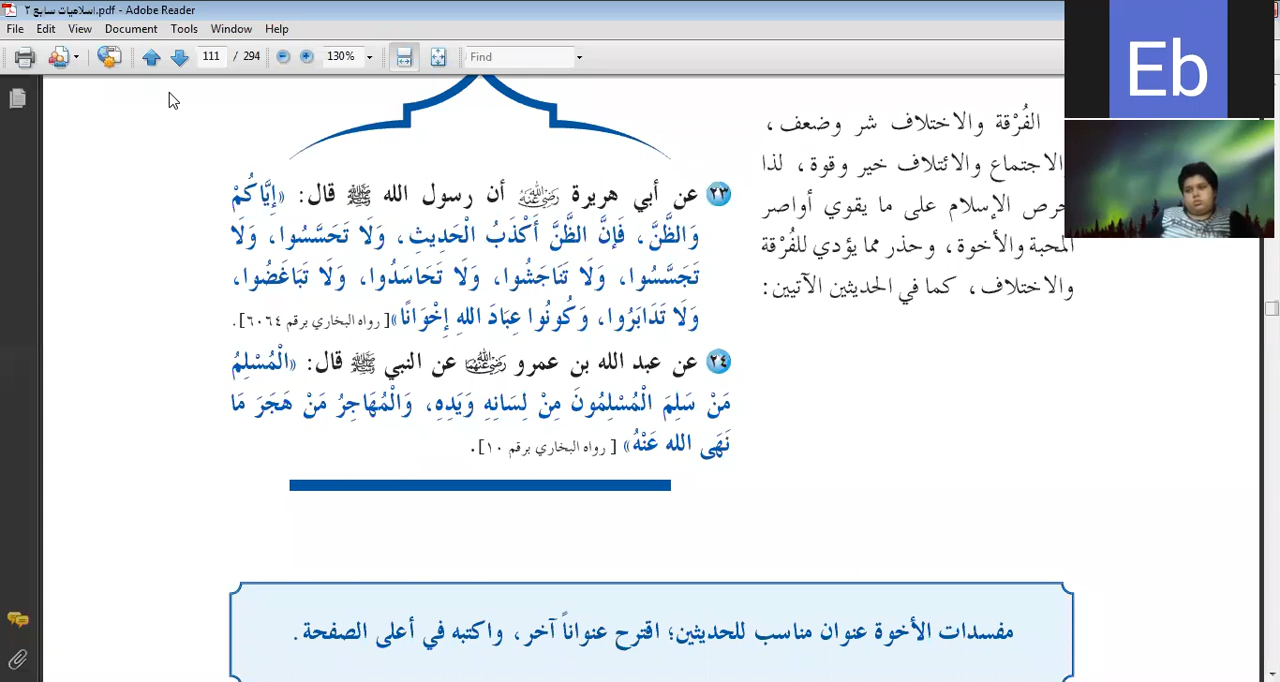 اسلاميات سابع ٢.pdf - Adobe Reader
File Edit View Document Tools Window Help
111 / 294 130% Find
Eb
الفُرْقة والاختلاف شر وضعف،
والاجتماع والائتلاف خير وقوة، لذا
حرص الإسلام على ما يقوي أواصر
المحبة والأخوة، وحذر مما يؤدي للفُرْقة
والاختلاف، كما في الحديثين الآتيين:
٢٣ عن أبي هريرة رضي الله عنه أن رسول الله ﷺ قال: «إِيَّاكُمْ
وَالظَّنَّ، فَإِنَّ الظَّنَّ أَكْذَبُ الْحَدِيثِ، وَلَا تَحَسَّسُوا، وَلَا
تَجَسَّسُوا، وَلَا تَنَاجَشُوا، وَلَا تَحَاسَدُوا، وَلَا تَبَاغَضُوا،
وَلَا تَدَابَرُوا، وَكُونُوا عِبَادَ اللهِ إِخْوَانًا» [رواه البخاري برقم ٦٠٦٤].
٢٤ عن عبد الله بن عمرو رضي الله عنهما عن النبي ﷺ قال: «الْمُسْلِمُ
مَنْ سَلِمَ الْمُسْلِمُونَ مِنْ لِسَانِهِ وَيَدِهِ، وَالْمُهَاجِرُ مَنْ هَجَرَ مَا
نَهَى الله عَنْهُ» [رواه البخاري برقم ١٠].
مفسدات الأخوة عنوان مناسب للحديثين؛ اقترح عنواناً آخر، واكتبه في أعلى الصفحة.